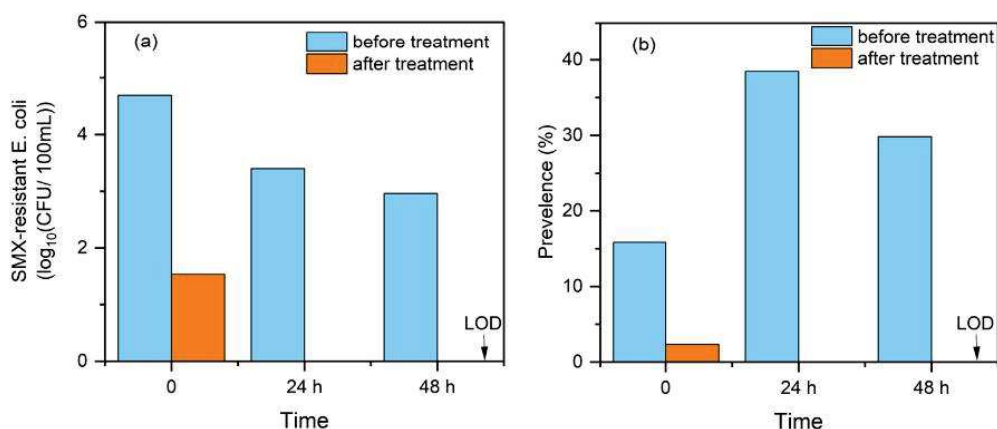 (a)
before treatment
after treatment
SMX-resistant E. coli
(log₁₀(CFU/ 100mL))
6
4
2
0
LOD
0
24 h
48 h
Time
(b)
before treatment
after treatment
Prevelence (%)
40
30
20
10
0
LOD
0
24 h
48 h
Time